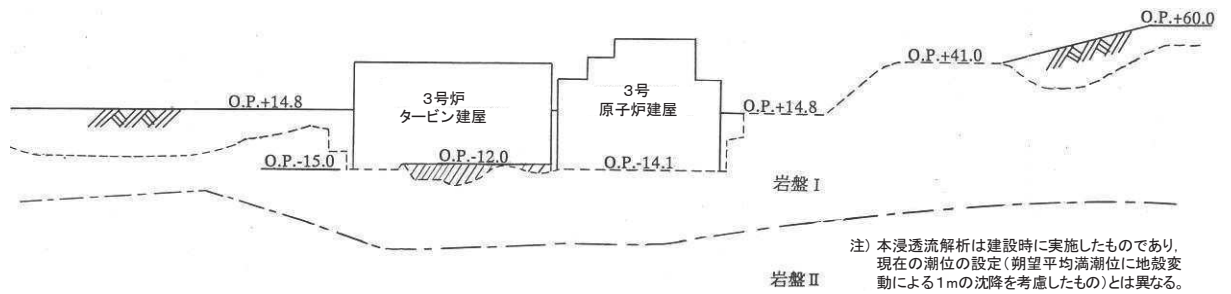 O.P.+60.0
O.P.+41.0
O.P.+14.8
3号炉
タービン建屋
3号
原子炉建屋
O.P.+14.8
O.P.-15.0
O.P.-12.0
O.P.-14.1
岩盤Ⅰ
岩盤Ⅱ
注) 本浸透流解析は建設時に実施したものであり,
現在の潮位の設定(朔望平均満潮位に地殻変
動による1mの沈降を考慮したもの)とは異なる。